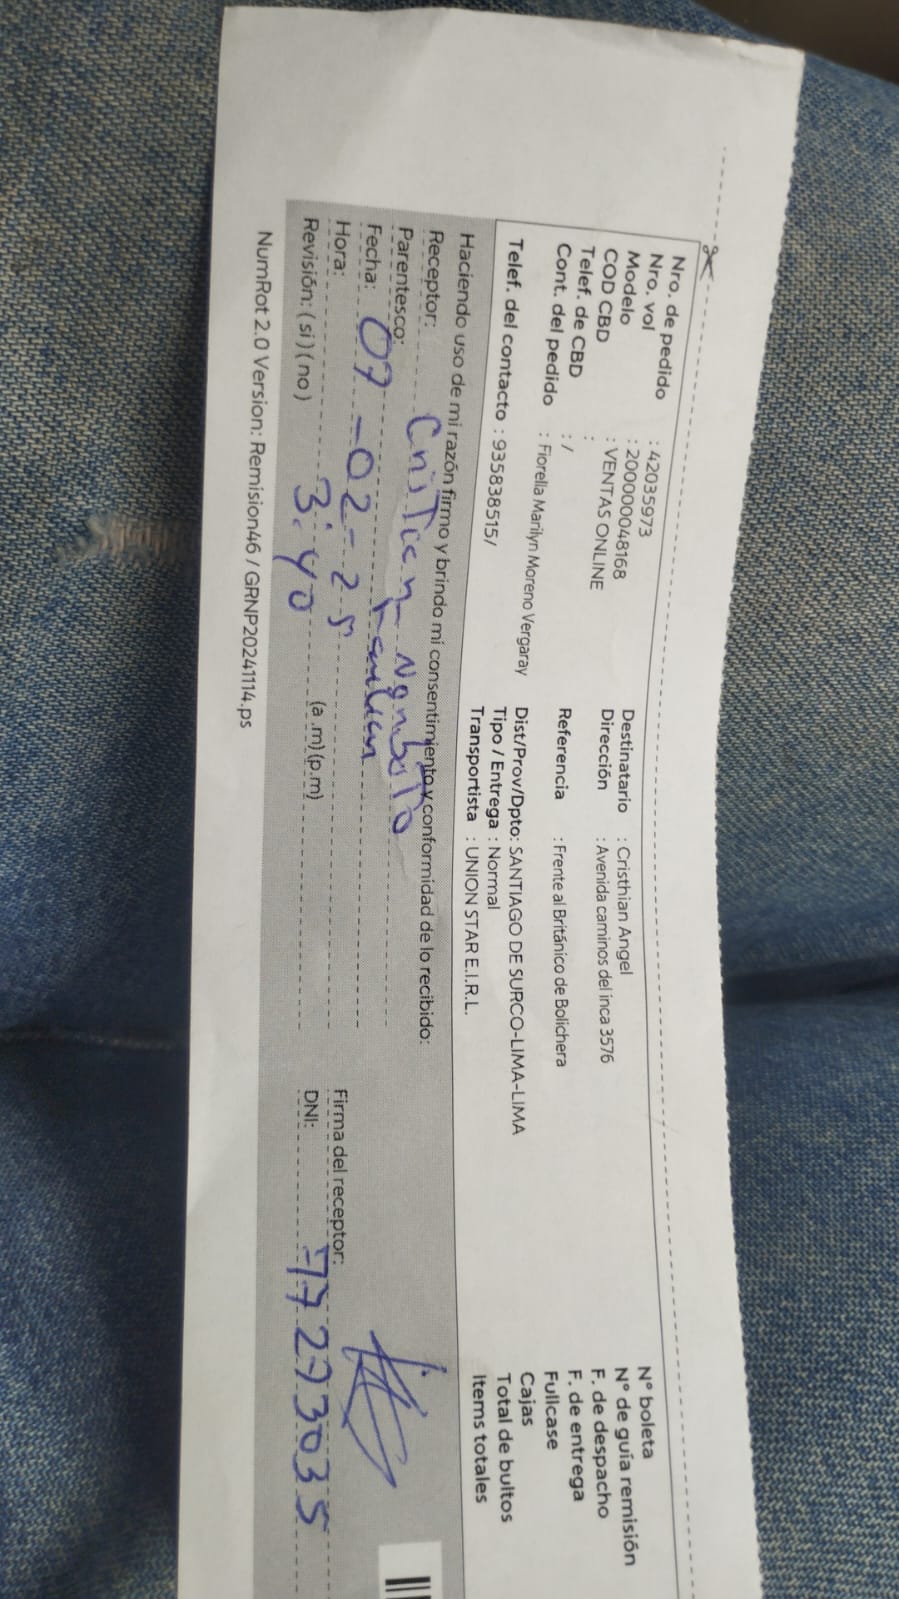 Nro. de pedido : 42035973
Nro. vol : 200000048168
Modelo : VENTAS ONLINE
COD CBD :
Telef. de CBD : /
Cont. del pedido : Fiorella Marilyn Moreno Vergaray
Telef. del contacto : 935838515/
Destinatario : Cristhian Angel
Dirección : Avenida caminos del inca 3576
Referencia : Frente al Británico de Bolichera
Dist/Prov/Dpto: SANTIAGO DE SURCO-LIMA-LIMA
Tipo / Entrega : Normal
Transportista : UNION STAR E.I.R.L.
N° boleta
N° de guía remisión
F. de despacho
F. de entrega
Fullcase
Cajas
Total de bultos
Items totales
Haciendo uso de mi razón firmo y brindo mi consentimiento y conformidad de lo recibido:
Receptor:
Parentesco:
Fecha: 07-02-25
Hora: 3:40 (a.m)(p.m)
Revisión: (si)(no)
Firma del receptor:
DNI: 77273035
NumRot 2.0 Version: Remision46 / GRNP20241114.ps